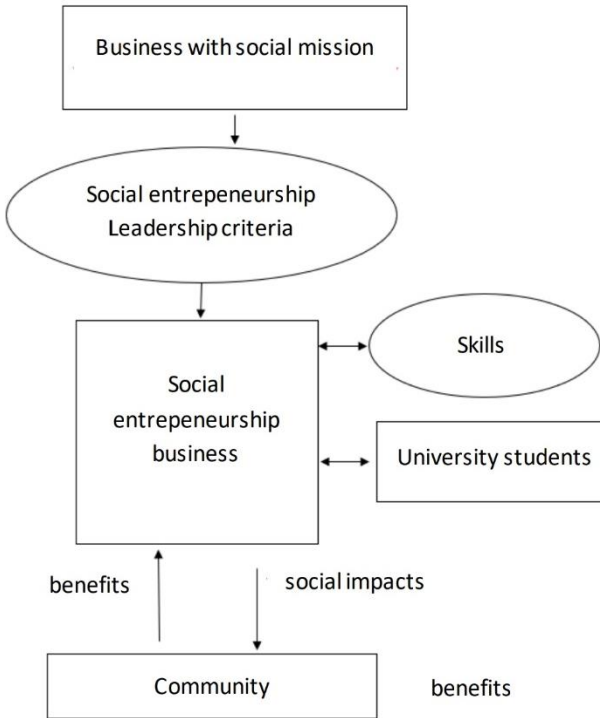 Business with social mission
Social entrepeneurship
Leadership criteria
Social
entrepeneurship
business
Skills
University students
benefits
social impacts
Community
benefits